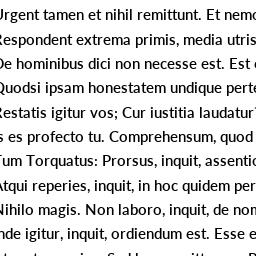 Urgent tamen et nihil remittunt. Et nemo
Respondent extrema primis, media utris
De hominibus dici non necesse est. Est
Quodsi ipsam honestatem undique perte
Restatis igitur vos; Cur iustitia laudatur?
s es profecto tu. Comprehensum, quod
Tum Torquatus: Prorsus, inquit, assentio
Atqui reperies, inquit, in hoc quidem per
Nihilo magis. Non laboro, inquit, de nom
nde igitur, inquit, ordiendum est. Esse e